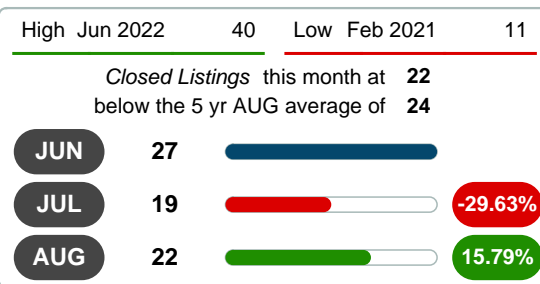 High Jun 2022 40 Low Feb 2021 11
Closed Listings this month at 22
below the 5 yr AUG average of 24
JUN 27
JUL 19 -29.63%
AUG 22 15.79%